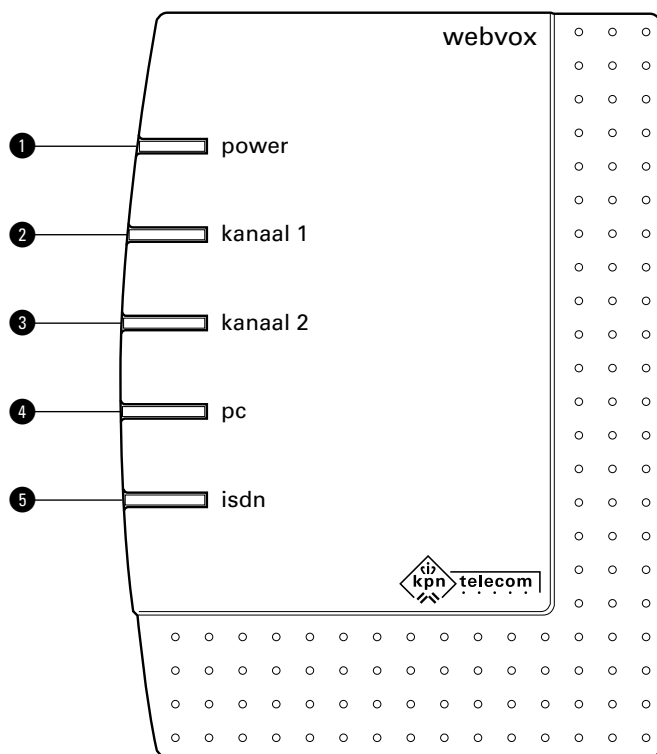 webvox
1 power
2 kanaal 1
3 kanaal 2
4 pc
5 isdn
kpn telecom